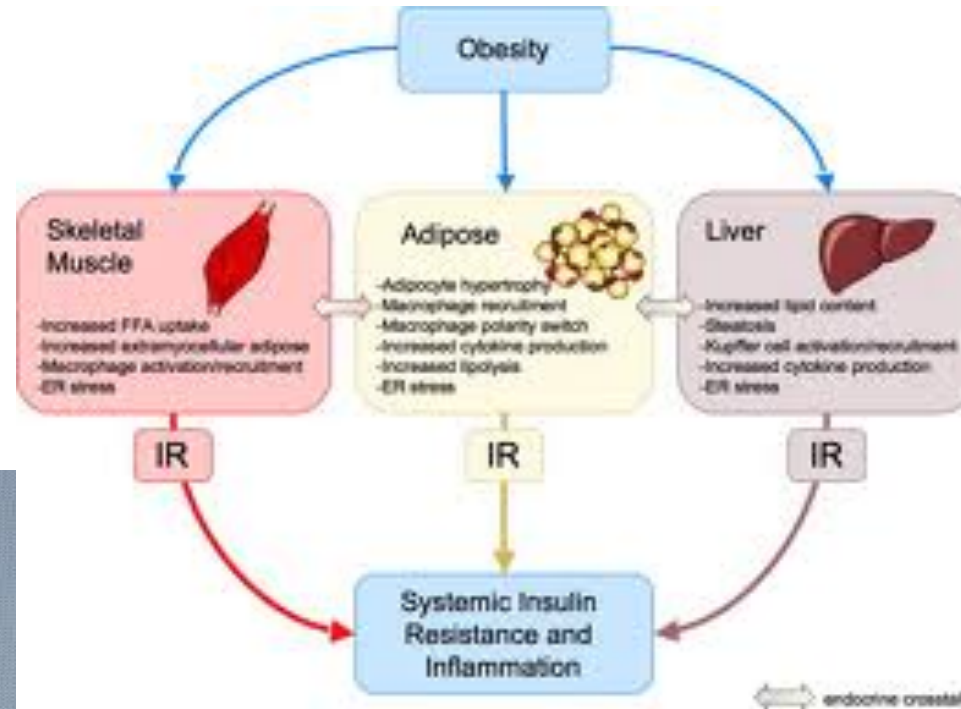 Obesity
Skeletal
Muscle
-Increased FFA uptake
-Increased extramyocellular adipose
-Macrophage activation/recruitment
-ER stress
Adipose
-Adipocyte hypertrophy
-Macrophage recruitment
-Macrophage polarity switch
-Increased cytokine production
-Increased lipolysis
-ER stress
Liver
-Increased lipid content
-Steatosis
-Kupffer cell activation/recruitment
-Increased cytokine production
-ER stress
IR
IR
IR
Systemic Insulin
Resistance and
Inflammation
endocrine crosstal